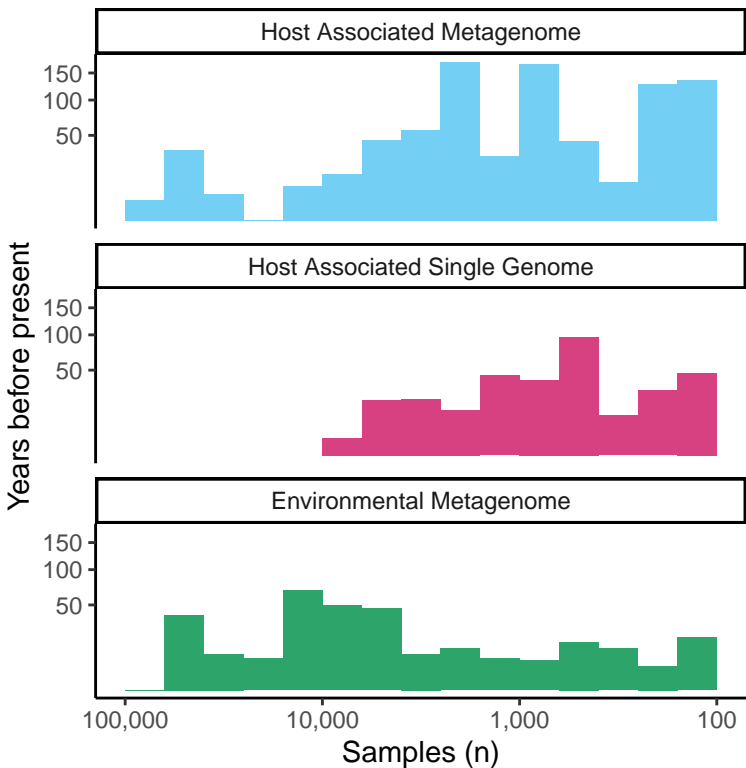 Host Associated Metagenome
150
100
50
Host Associated Single Genome
150
100
50
Environmental Metagenome
150
100
50
Years before present
100,000 10,000 1,000 100
Samples (n)